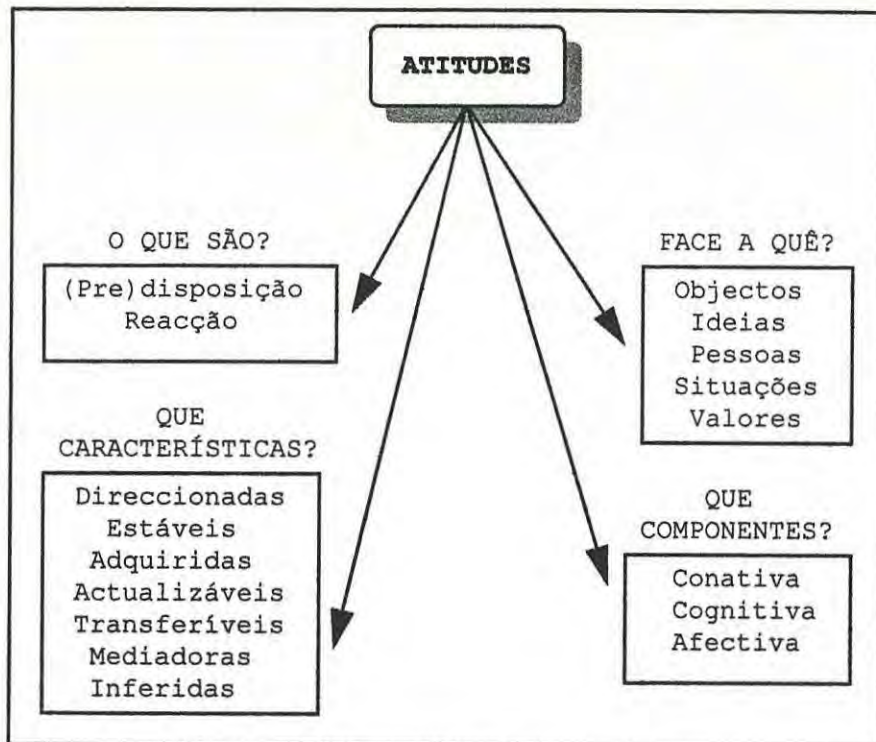 ATITUDES
O QUE SÃO?
(Pre)disposição
Reacção
FACE A QUÊ?
Objectos
Ideias
Pessoas
Situações
Valores
QUE
CARACTERÍSTICAS?
Direccionadas
Estáveis
Adquiridas
Actualizáveis
Transferíveis
Mediadoras
Inferidas
QUE
COMPONENTES?
Conativa
Cognitiva
Afectiva